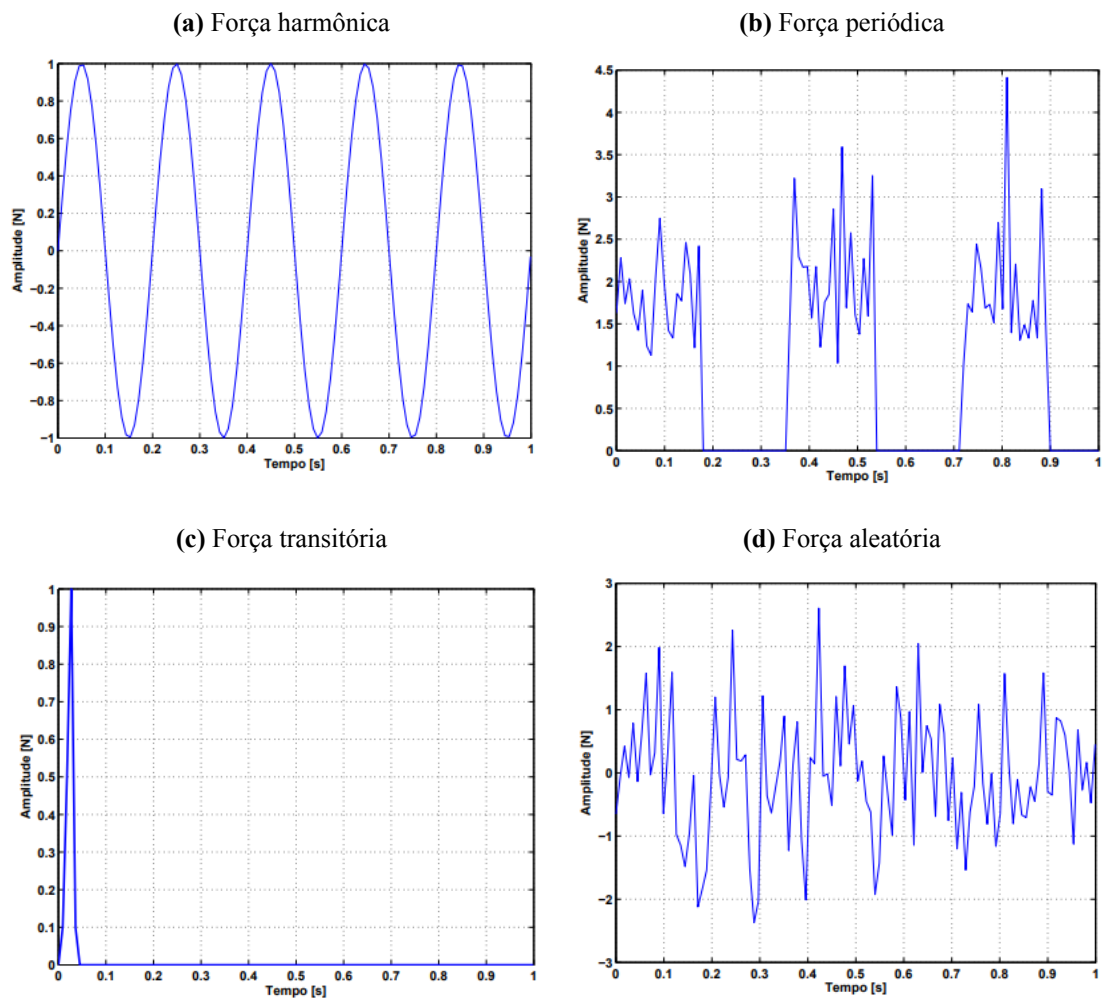 (a) Força harmônica
1
0.8
0.6
0.4
0.2
0
−0.2
−0.4
−0.6
−0.8
−1
Amplitude [N]
0 0.1 0.2 0.3 0.4 0.5 0.6 0.7 0.8 0.9 1
Tempo [s]
(b) Força periódica
4.5
4
3.5
3
2.5
2
1.5
1
0.5
0
Amplitude [N]
0 0.1 0.2 0.3 0.4 0.5 0.6 0.7 0.8 0.9 1
Tempo [s]
(c) Força transitória
1
0.9
0.8
0.7
0.6
0.5
0.4
0.3
0.2
0.1
0
Amplitude [N]
0 0.1 0.2 0.3 0.4 0.5 0.6 0.7 0.8 0.9 1
Tempo [s]
(d) Força aleatória
3
2
1
0
−1
−2
−3
Amplitude [N]
0 0.1 0.2 0.3 0.4 0.5 0.6 0.7 0.8 0.9 1
Tempo [s]